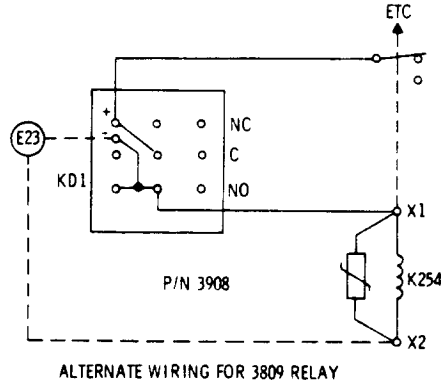 ETC
+
NC
E23
-
C
KD1
NO
X1
P/N 3908
K254
X2
ALTERNATE WIRING FOR 3809 RELAY